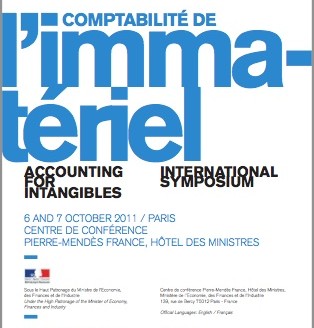 COMPTABILITÉ DE
l'imma-
tériel
ACCOUNTING
FOR
INTANGIBLES
INTERNATIONAL
SYMPOSIUM
6 AND 7 OCTOBER 2011 / PARIS
CENTRE DE CONFÉRENCE
PIERRE-MENDÈS FRANCE, HÔTEL DES MINISTRES
Sous le Haut Patronage du Ministre de l'Economie,
des Finances et de l'Industrie
Under the High Patronage of the Minister of Economy,
Finances and Industry
Centre de conférence Pierre-Mendès France, Hôtel des Ministres,
Ministère de l'Economie, des Finances et de l'Industrie
139, rue de Bercy 75012 Paris - France
Official Languages: English / Français